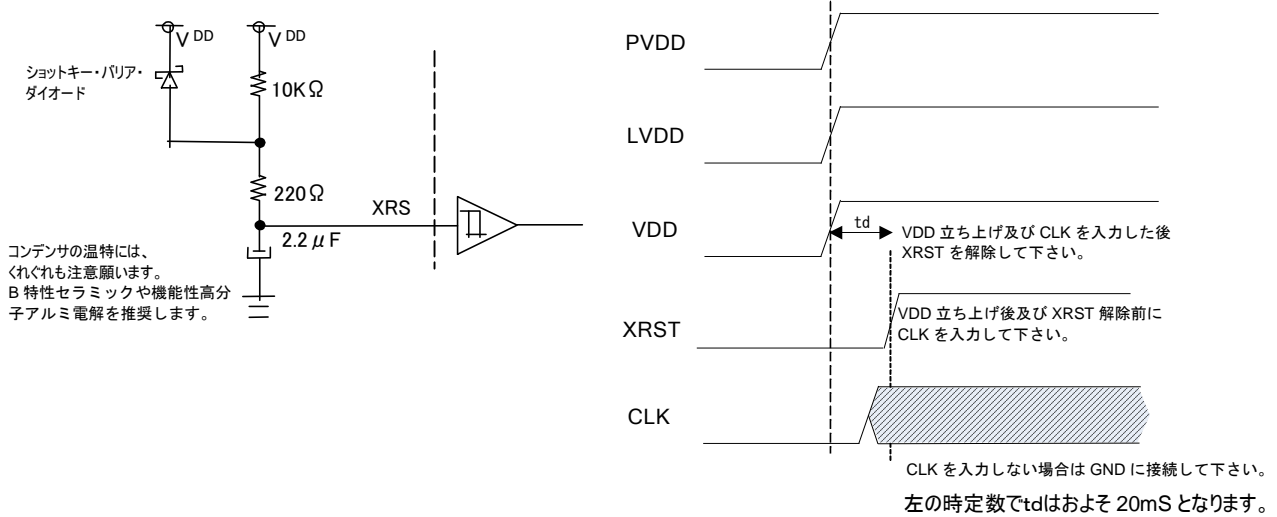 V DD
V DD
ショットキー・バリア・
ダイオード
10KΩ
220Ω
XRS
2.2μF
コンデンサの温特には、
くれぐれも注意願います。
B 特性セラミックや機能性高分
子アルミ電解を推奨します。
PVDD
LVDD
VDD
td
VDD 立ち上げ及び CLK を入力した後
XRST を解除して下さい。
XRST
VDD 立ち上げ後及び XRST 解除前に
CLK を入力して下さい。
CLK
CLK を入力しない場合は GND に接続して下さい。
左の時定数でtdはおよそ 20mS となります。